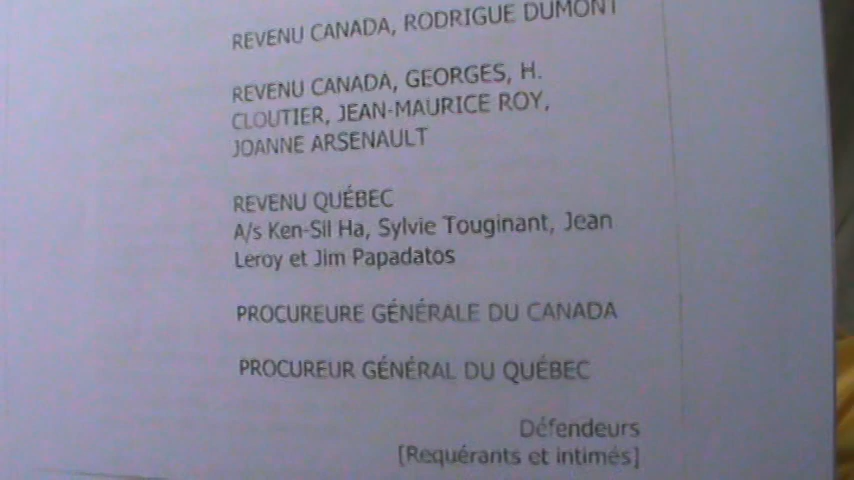 REVENU CANADA, RODRIGUE DUMONT
REVENU CANADA, GEORGES, H.
CLOUTIER, JEAN-MAURICE ROY,
JOANNE ARSENAULT
REVENU QUÉBEC
A/s Ken-Sil Ha, Sylvie Touginant, Jean
Leroy et Jim Papadatos
PROCUREURE GÉNÉRALE DU CANADA
PROCUREUR GÉNÉRAL DU QUÉBEC
Défendeurs
[Requérants et intimés]